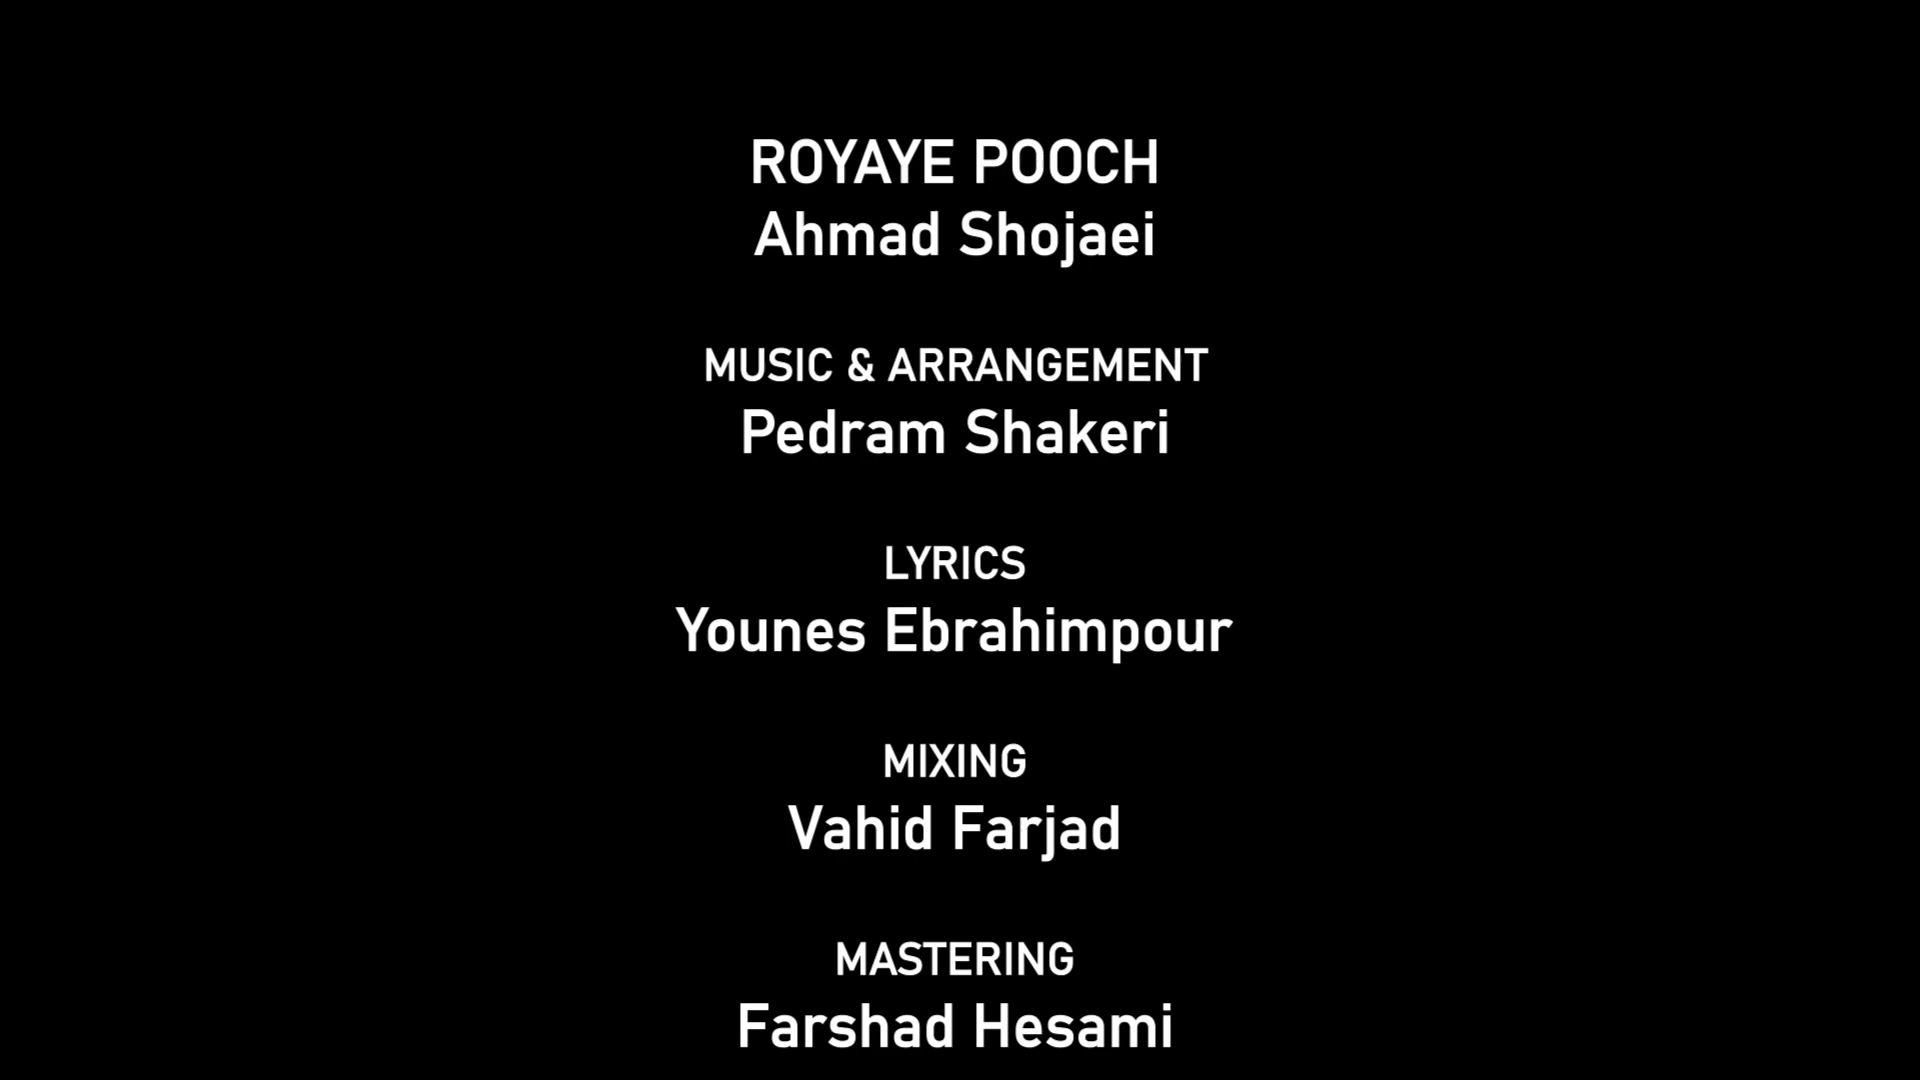 ROYAYE POOCH
Ahmad Shojaei
MUSIC & ARRANGEMENT
Pedram Shakeri
LYRICS
Younes Ebrahimpour
MIXING
Vahid Farjad
MASTERING
Farshad Hesami